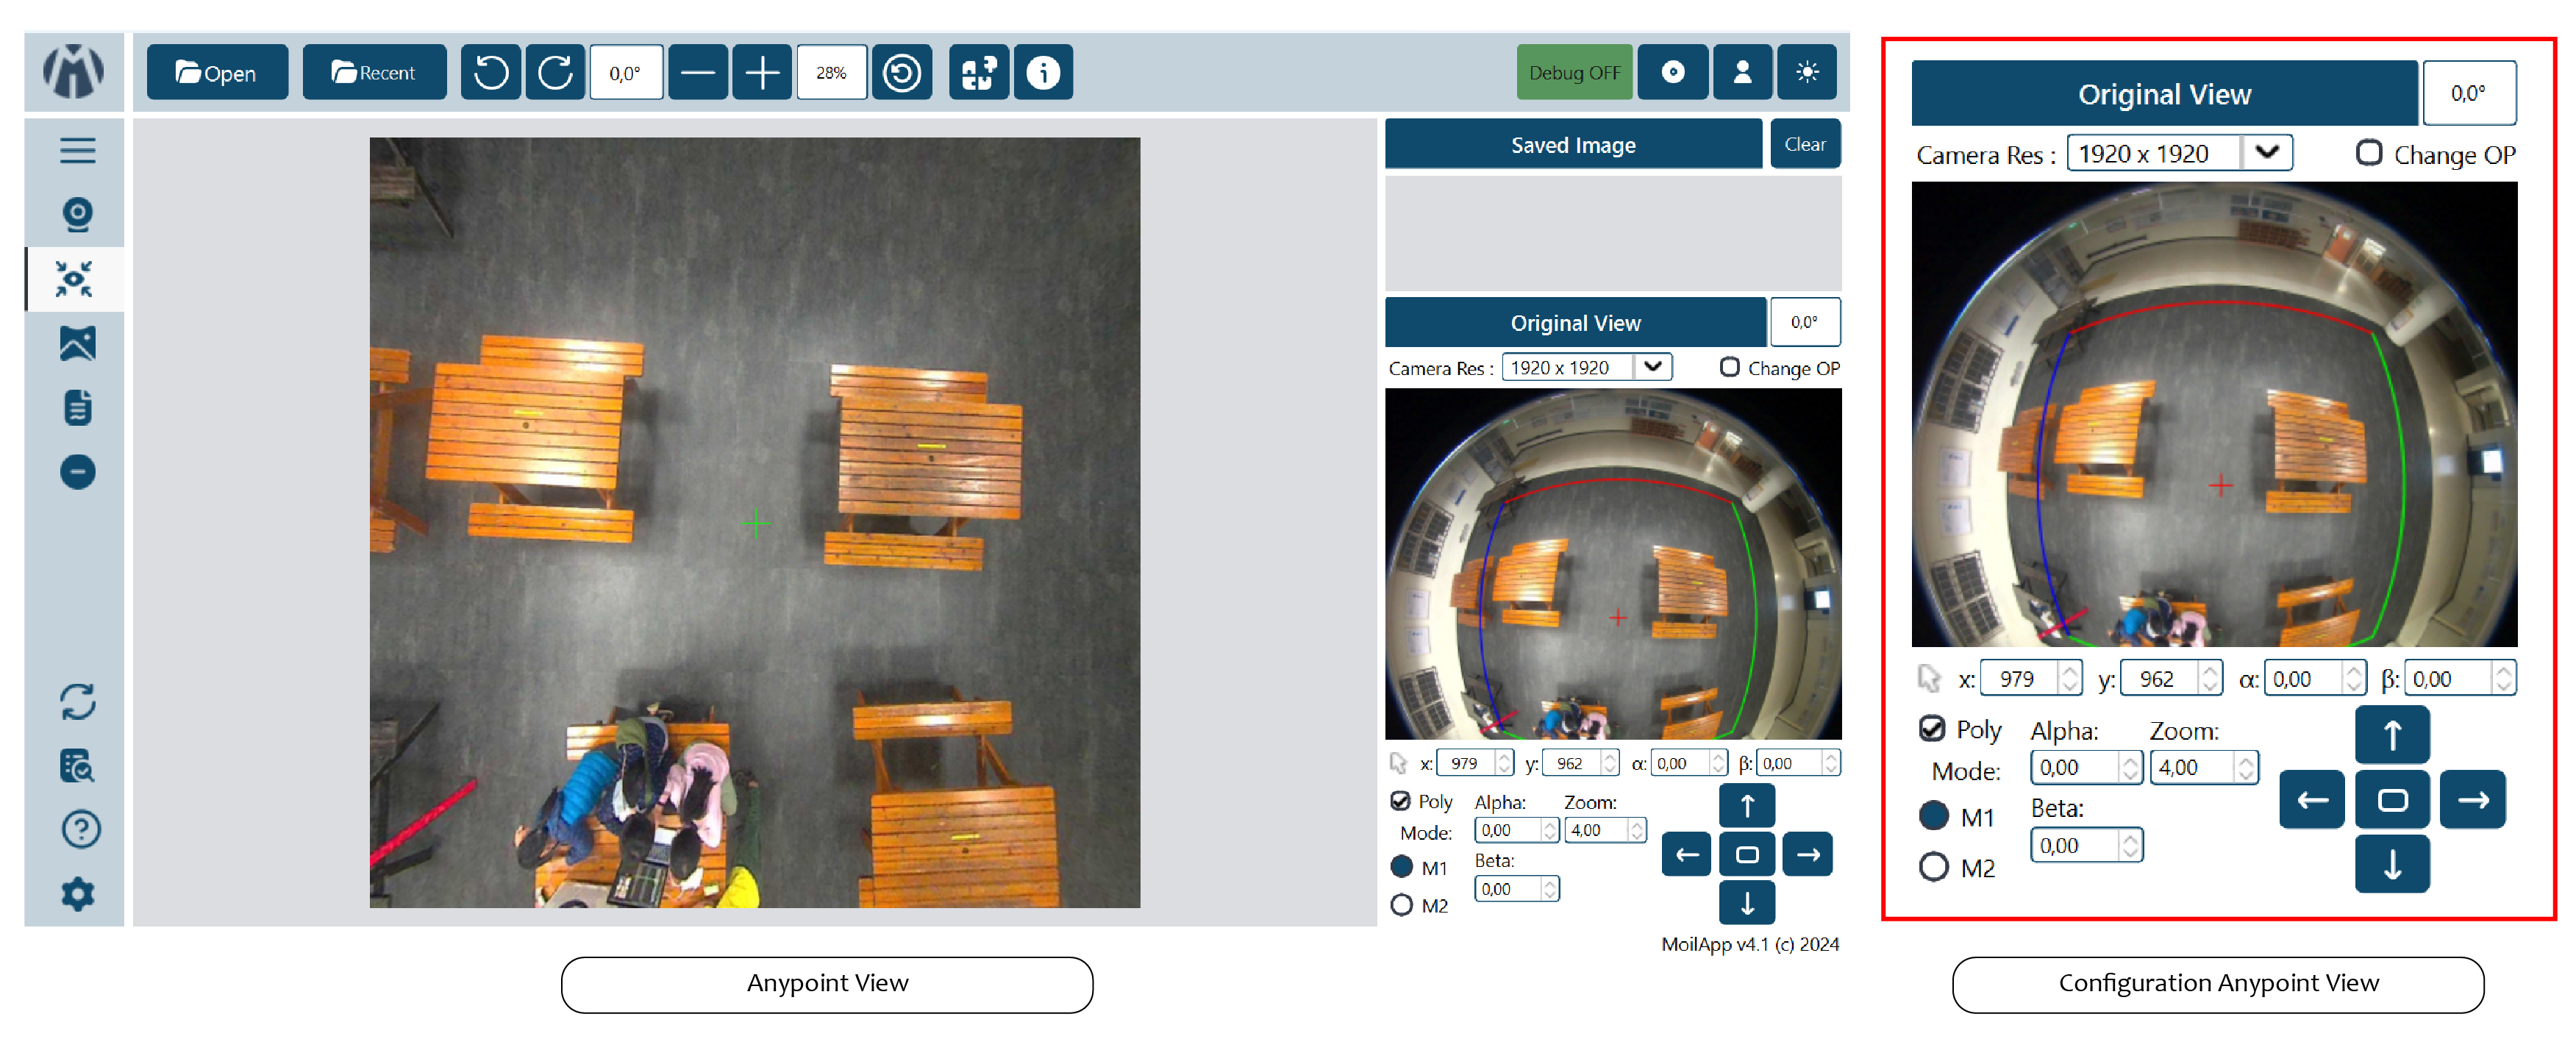 Open
Recent
0,0°
28%
Debug OFF
Saved Image
Clear
Original View
0,0°
Camera Res :
1920 x 1920
Change OP
x:
979
y:
962
α:
0,00
β:
0,00
Poly
Alpha:
Zoom:
Mode:
0,00
4,00
M1
Beta:
0,00
M2
MoilApp v4.1 (c) 2024
Anypoint View
Original View
0,0°
Camera Res :
1920 x 1920
Change OP
x:
979
y:
962
α:
0,00
β:
0,00
Poly
Alpha:
Zoom:
Mode:
0,00
4,00
M1
Beta:
0,00
M2
Configuration Anypoint View